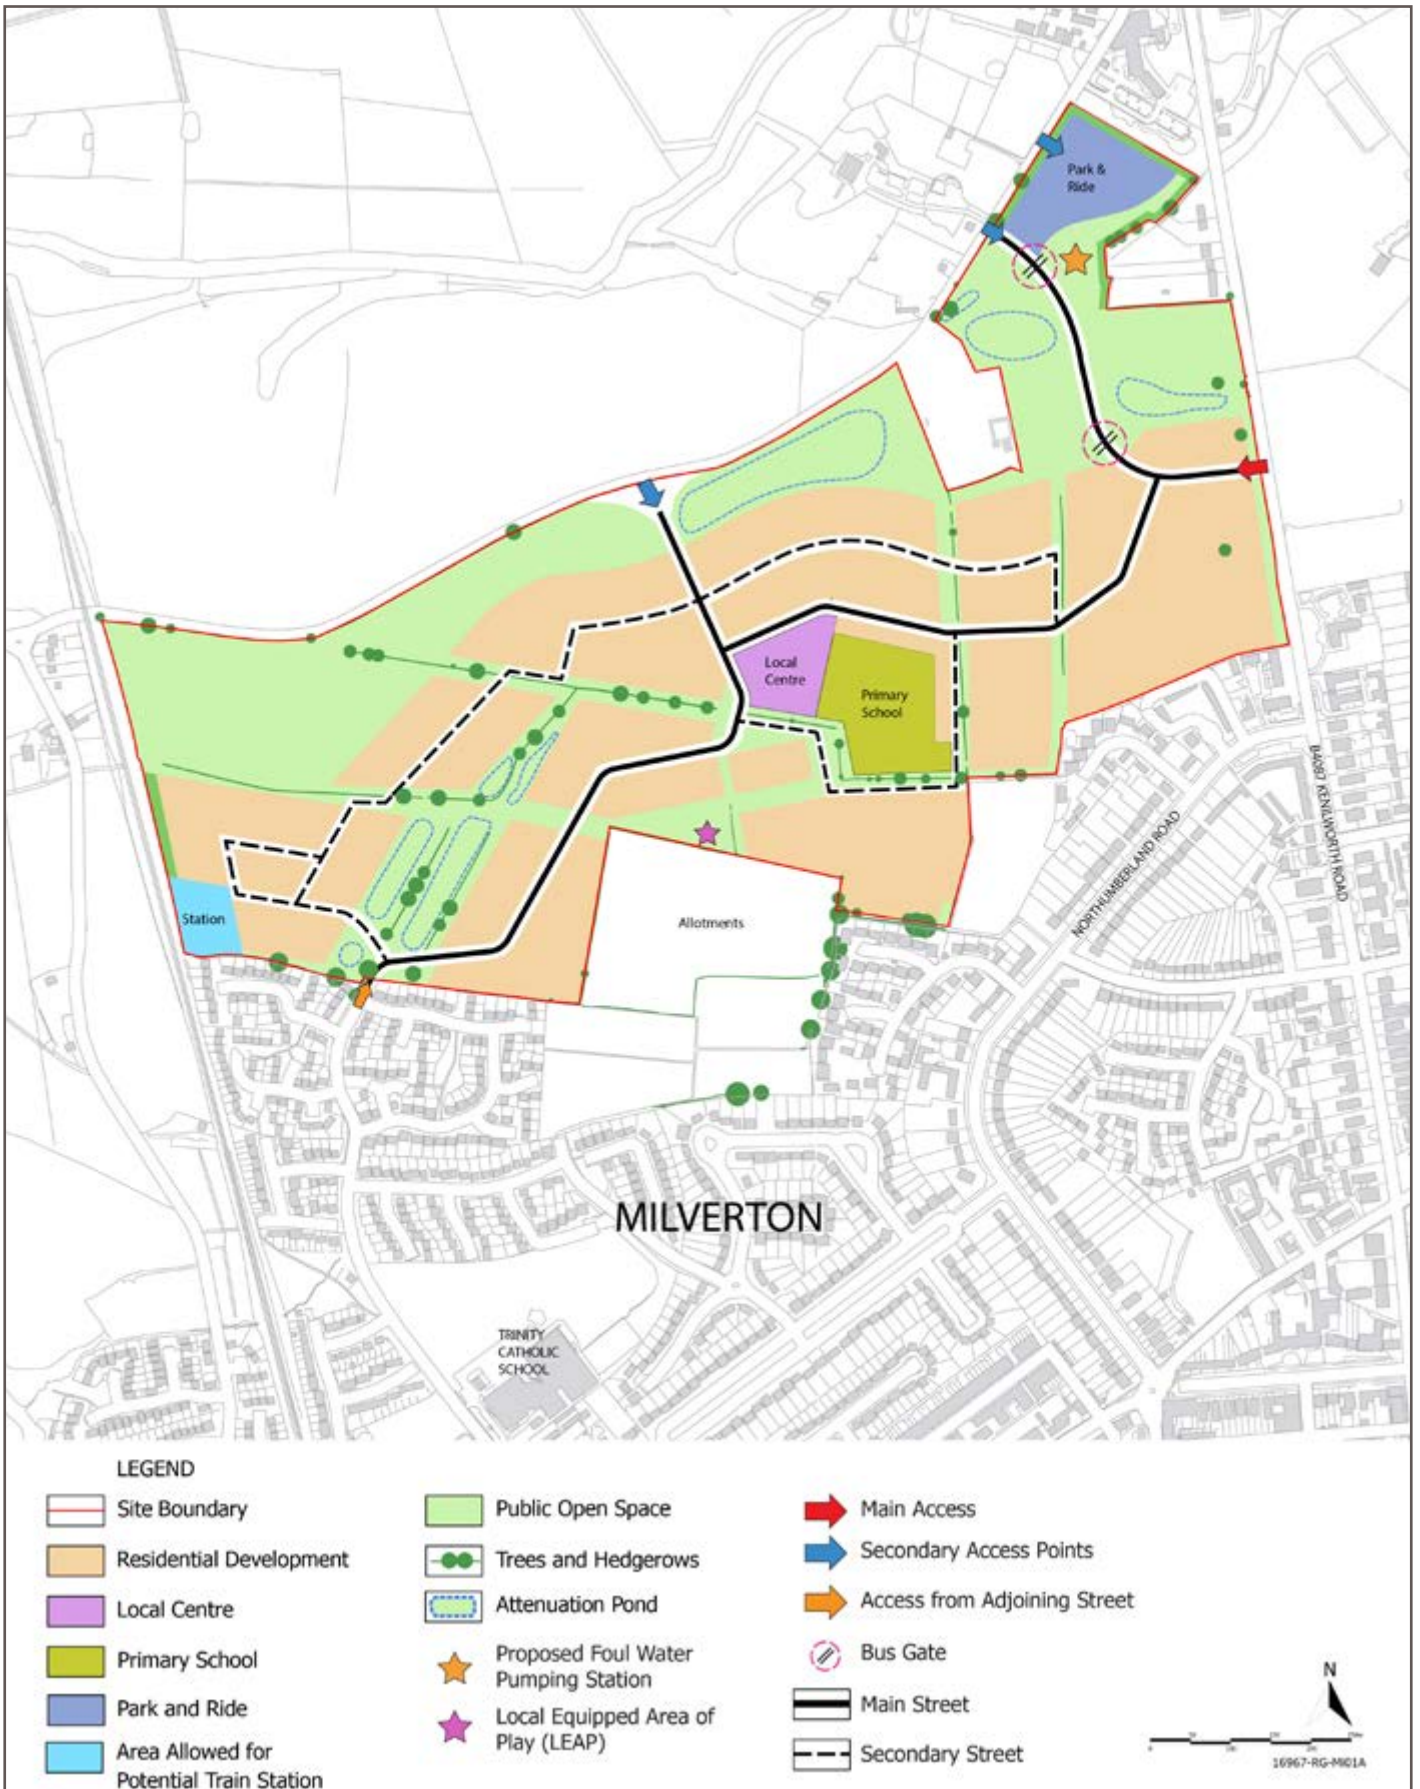 Park &
Ride
Local
Centre
Primary
School
Station
Allotments
NORTHUMBERLAND ROAD
B4087 KENILWORTH ROAD
MILVERTON
TRINITY
CATHOLIC
SCHOOL
LEGEND
Site Boundary
Residential Development
Local Centre
Primary School
Park and Ride
Area Allowed for
Potential Train Station
Public Open Space
Trees and Hedgerows
Attenuation Pond
Proposed Foul Water
Pumping Station
Local Equipped Area of
Play (LEAP)
Main Access
Secondary Access Points
Access from Adjoining Street
Bus Gate
Main Street
Secondary Street
N
16967-RG-M&01A